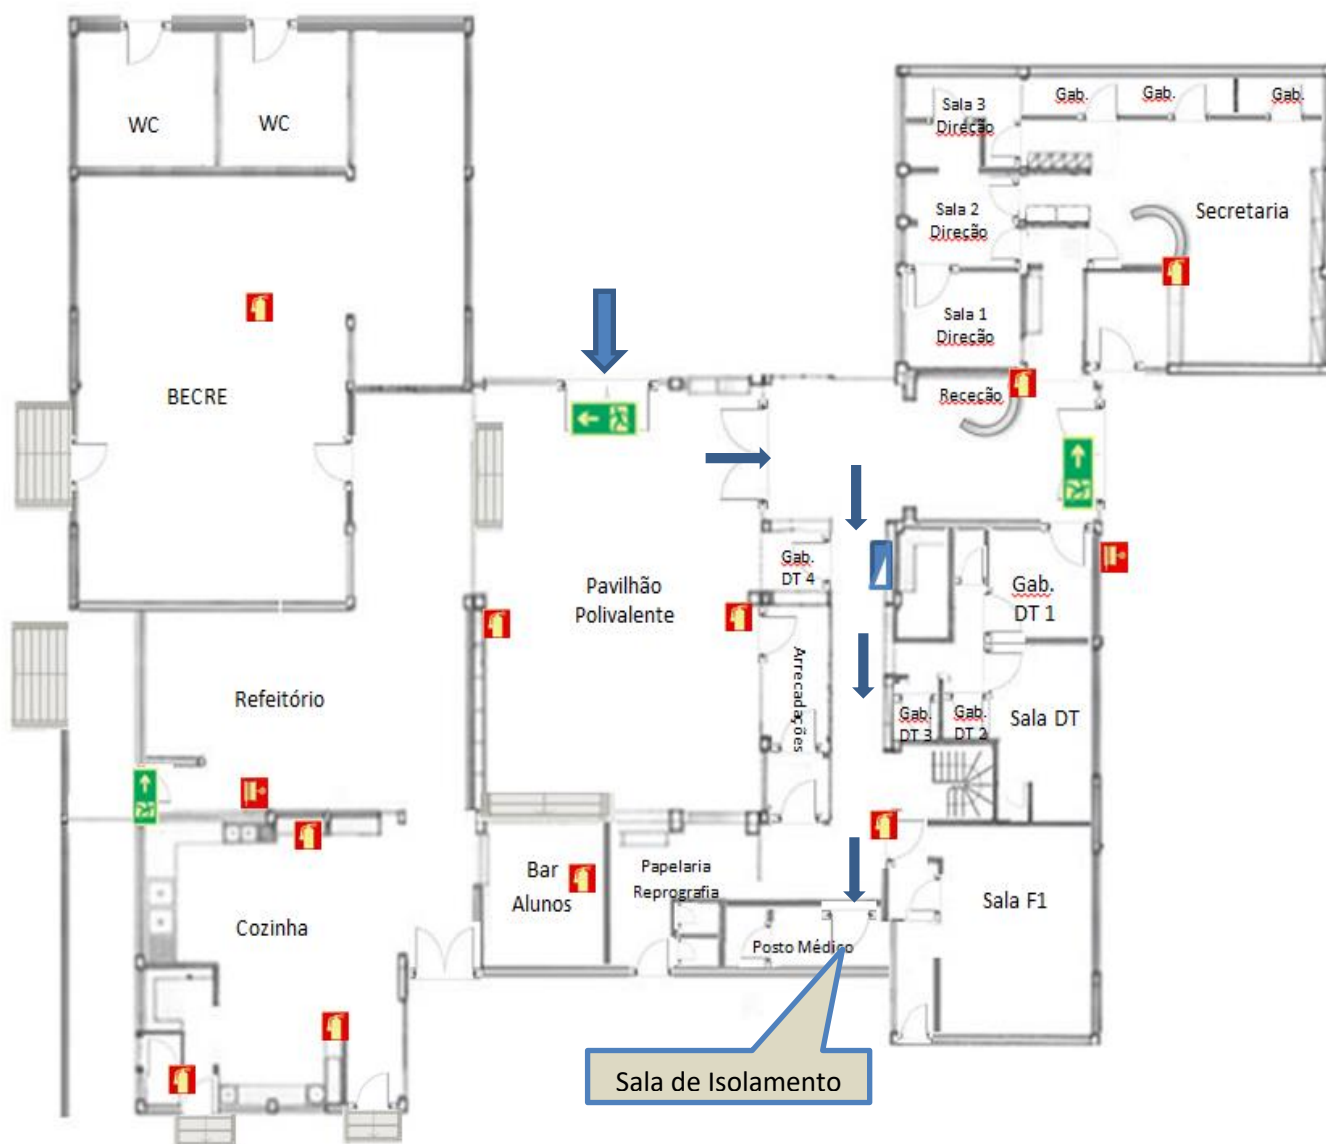 WC
WC
Sala 3
Direção
Gab.
Gab.
Gab.
Sala 2
Direção
Secretaria
Sala 1
Direção
BECRE
Receção
Gab.
DT 4
Pavilhão
Polivalente
Gab.
DT 1
Arrecadações
Refeitório
Gab.
DT 3
Gab.
DT 2
Sala DT
Bar
Alunos
Papelaria
Reprografia
Sala F1
Cozinha
Posto Médico
Sala de Isolamento